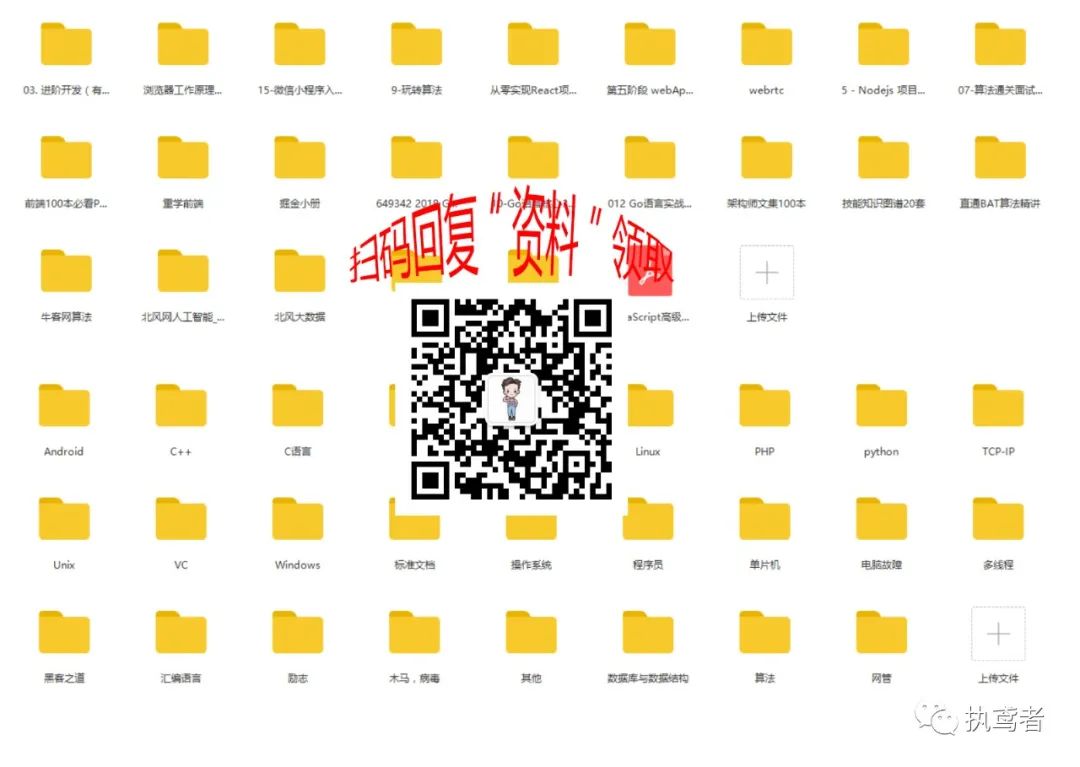 03. 进阶开发（有...
浏览器工作原理...
15-微信小程序入...
9-玩转算法
从零实现React项...
第五阶段 webAp...
webrtc
5 - Nodejs 项目...
07-算法通关面试...
前端100本必看P...
重学前端
掘金小册
649342 2018 G
10-Go语言核心
012 Go语言实战...
架构师文集100本
技能知识图谱20套
直通BAT算法精讲
扫码回复"资料"领取
牛客网算法
北风网人工智能_...
北风大数据
aScript高级...
上传文件
Android
C++
C语言
Linux
PHP
python
TCP-IP
Unix
VC
Windows
标准文档
操作系统
程序员
单片机
电脑故障
多线程
黑客之道
汇编语言
励志
木马，病毒
其他
数据库与数据结构
算法
网管
上传文件
执鸢者